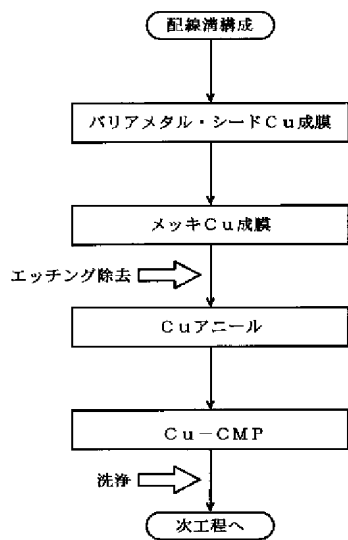 配線溝構成
バリアメタル・シードCu成膜
メッキCu成膜
エッチング除去
Cuアニール
Cu－CMP
洗浄
次工程へ